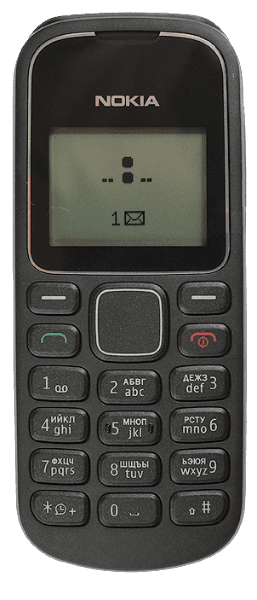 NOKIA
-- : --
1
1 ᴑᴑ
2 АБВГ abc
ДЕЖЗ def 3
4 ИЙКЛ ghi
5 МНОП jkl
РСТУ mno 6
7 ФХЦЧ pqrs
8 ШЩЪЫ tuv
ЬЭЮЯ wxyz 9
* +
0
#